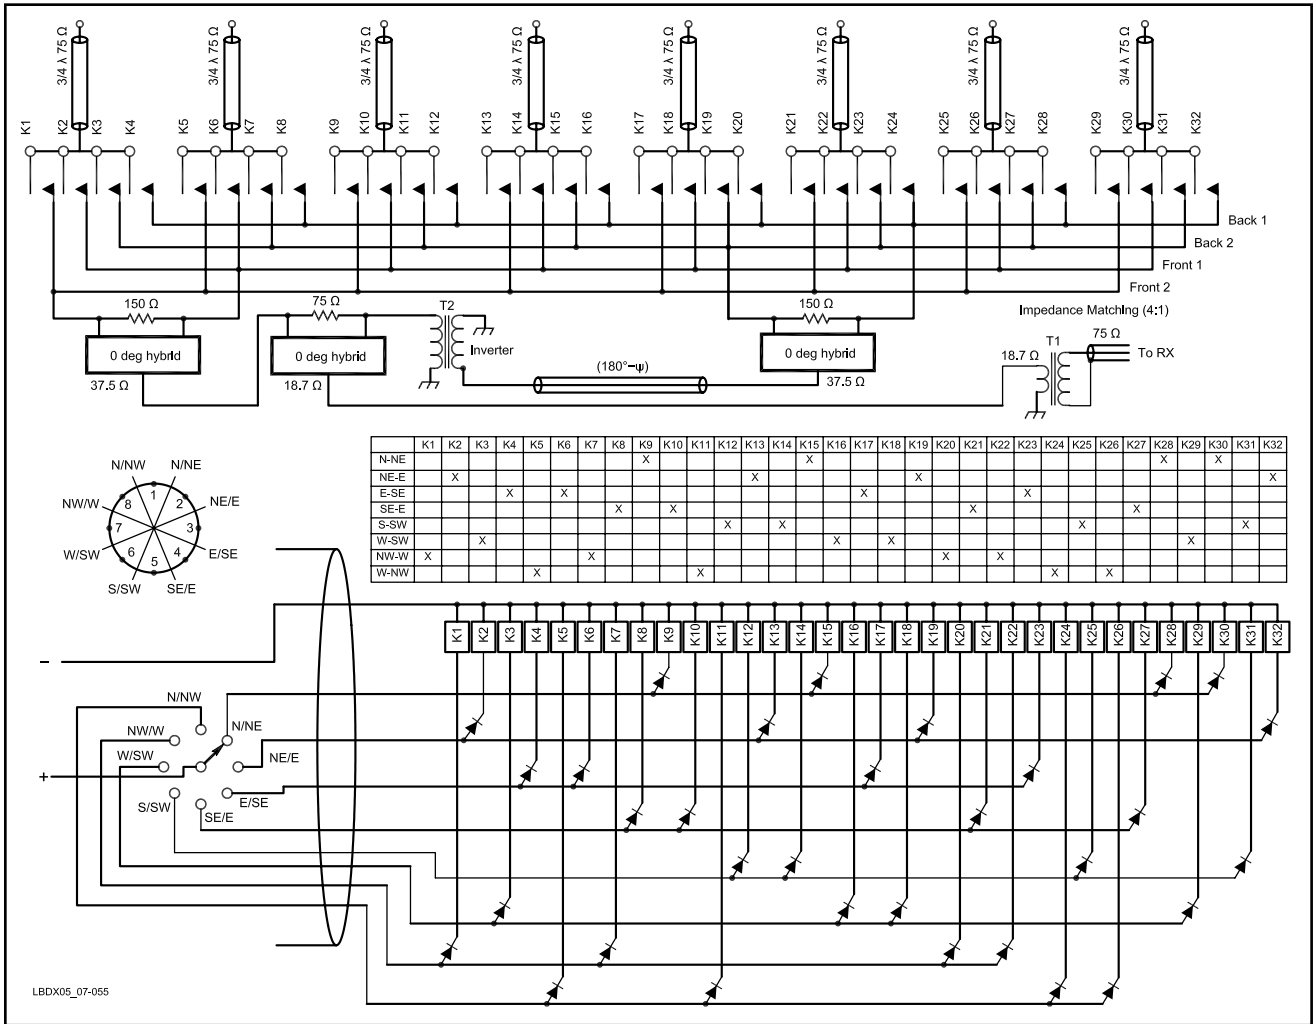 3/4 λ 75 Ω 3/4 λ 75 Ω 3/4 λ 75 Ω 3/4 λ 75 Ω 3/4 λ 75 Ω 3/4 λ 75 Ω 3/4 λ 75 Ω 3/4 λ 75 Ω
K1 K2 K3 K4 K5 K6 K7 K8 K9 K10 K11 K12 K13 K14 K15 K16 K17 K18 K19 K20 K21 K22 K23 K24 K25 K26 K27 K28 K29 K30 K31 K32
Back 1
Back 2
Front 1
Front 2
150 Ω 75 Ω T2 150 Ω Impedance Matching (4:1)
0 deg hybrid 0 deg hybrid Inverter 0 deg hybrid 18.7 Ω T1 75 Ω To RX
37.5 Ω 18.7 Ω (180°–ψ) 37.5 Ω
K1 K2 K3 K4 K5 K6 K7 K8 K9 K10 K11 K12 K13 K14 K15 K16 K17 K18 K19 K20 K21 K22 K23 K24 K25 K26 K27 K28 K29 K30 K31 K32
N-NE X X X X
NE-E X X X X
E-SE X X X X
SE-E X X X X
S-SW X X X X
W-SW X X X X
NW-W X X X X
W-NW X X X X
N/NW N/NE
NW/W 8 1 2 NE/E
7 3
W/SW 6 5 4 E/SE
S/SW SE/E
K1 K2 K3 K4 K5 K6 K7 K8 K9 K10 K11 K12 K13 K14 K15 K16 K17 K18 K19 K20 K21 K22 K23 K24 K25 K26 K27 K28 K29 K30 K31 K32
–
N/NW
NW/W N/NE
W/SW NE/E
+
S/SW E/SE
SE/E
LBDX05_07-055